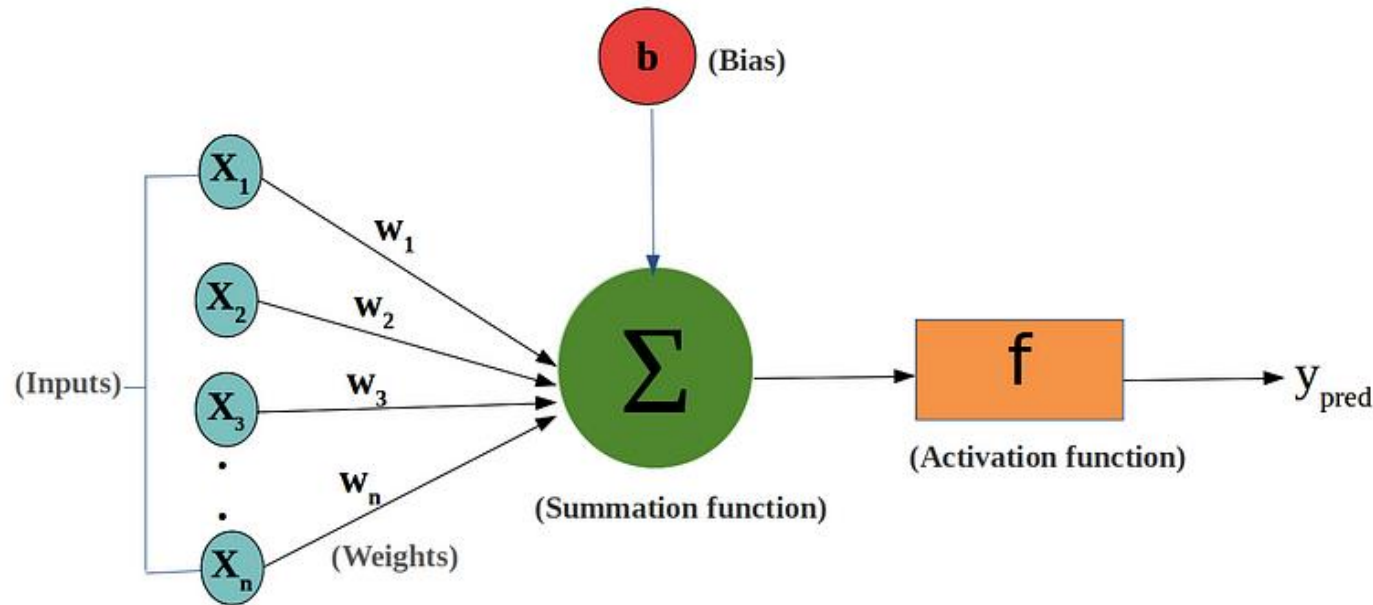 b (Bias)
X1
w1
X2
w2
(Inputs)
w3
X3
Σ
f
ypred
(Activation function)
wn
(Summation function)
(Weights)
Xn